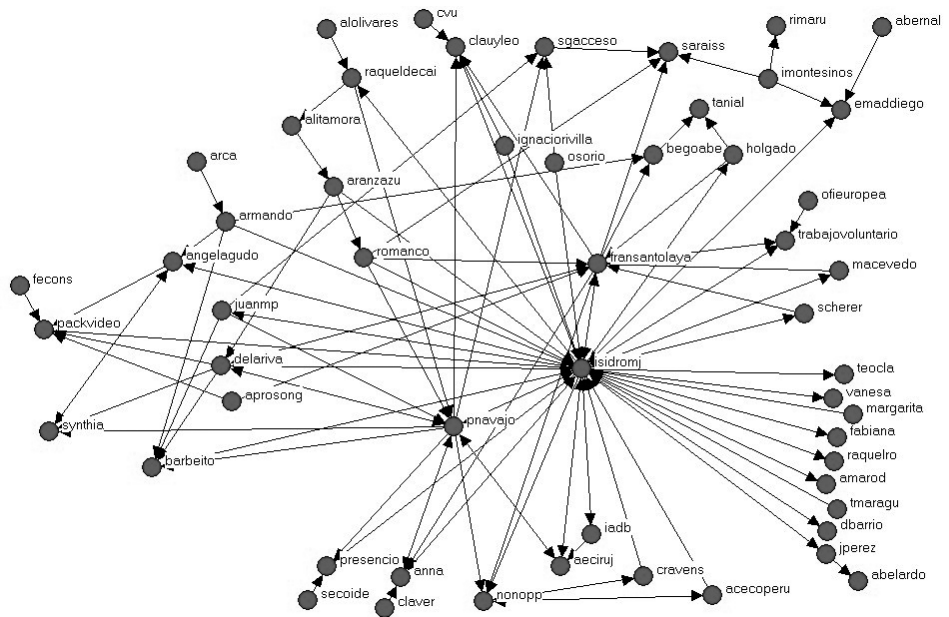 cvu
alolivares
clauyleo
sgacceso
saraiss
rimaru
abernal
raqueldecai
imontesinos
emaddiego
tanial
alitamora
ignaciorivilla
osorio
begoabe
holgado
arca
aranzazu
ofieuropea
armando
trabajovoluntario
angelagudo
romanco
fransantolaya
macevedo
fecons
juanmp
scherer
packvideo
delariva
isidromj
teocla
aprosong
vanesa
margarita
pnavajo
synthia
fabiana
barbeito
raquelro
amarod
tmaragu
dbarrio
iadb
jperez
presencio
anna
aeciruj
cravens
abelardo
secoide
claver
nonopp
acecoperu